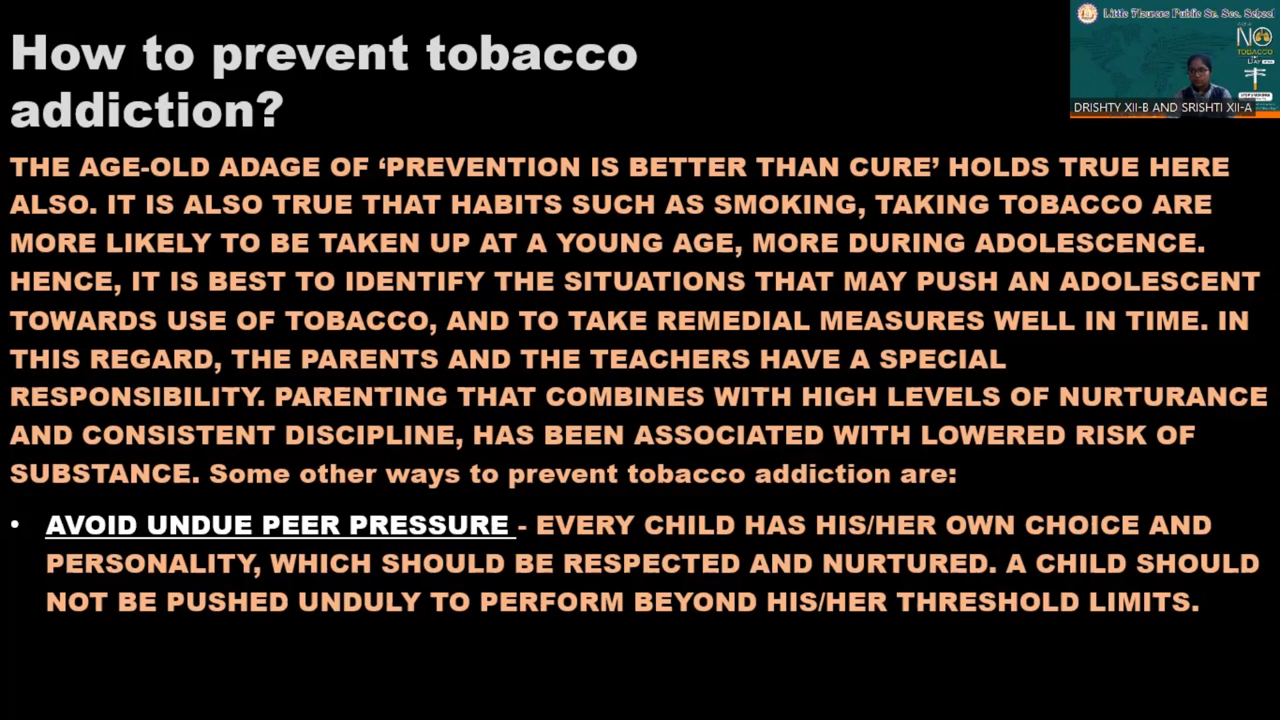 How to prevent tobacco
addiction?
THE AGE-OLD ADAGE OF ‘PREVENTION IS BETTER THAN CURE’ HOLDS TRUE HERE
ALSO. IT IS ALSO TRUE THAT HABITS SUCH AS SMOKING, TAKING TOBACCO ARE
MORE LIKELY TO BE TAKEN UP AT A YOUNG AGE, MORE DURING ADOLESCENCE.
HENCE, IT IS BEST TO IDENTIFY THE SITUATIONS THAT MAY PUSH AN ADOLESCENT
TOWARDS USE OF TOBACCO, AND TO TAKE REMEDIAL MEASURES WELL IN TIME. IN
THIS REGARD, THE PARENTS AND THE TEACHERS HAVE A SPECIAL
RESPONSIBILITY. PARENTING THAT COMBINES WITH HIGH LEVELS OF NURTURANCE
AND CONSISTENT DISCIPLINE, HAS BEEN ASSOCIATED WITH LOWERED RISK OF
SUBSTANCE. Some other ways to prevent tobacco addiction are:
• AVOID UNDUE PEER PRESSURE - EVERY CHILD HAS HIS/HER OWN CHOICE AND
PERSONALITY, WHICH SHOULD BE RESPECTED AND NURTURED. A CHILD SHOULD
NOT BE PUSHED UNDULY TO PERFORM BEYOND HIS/HER THRESHOLD LIMITS.
Little Flowers Public Sr. Sec. School
NO
TOBACCO
DAY
DRISHTY XII-B AND SRISHTI XII-A